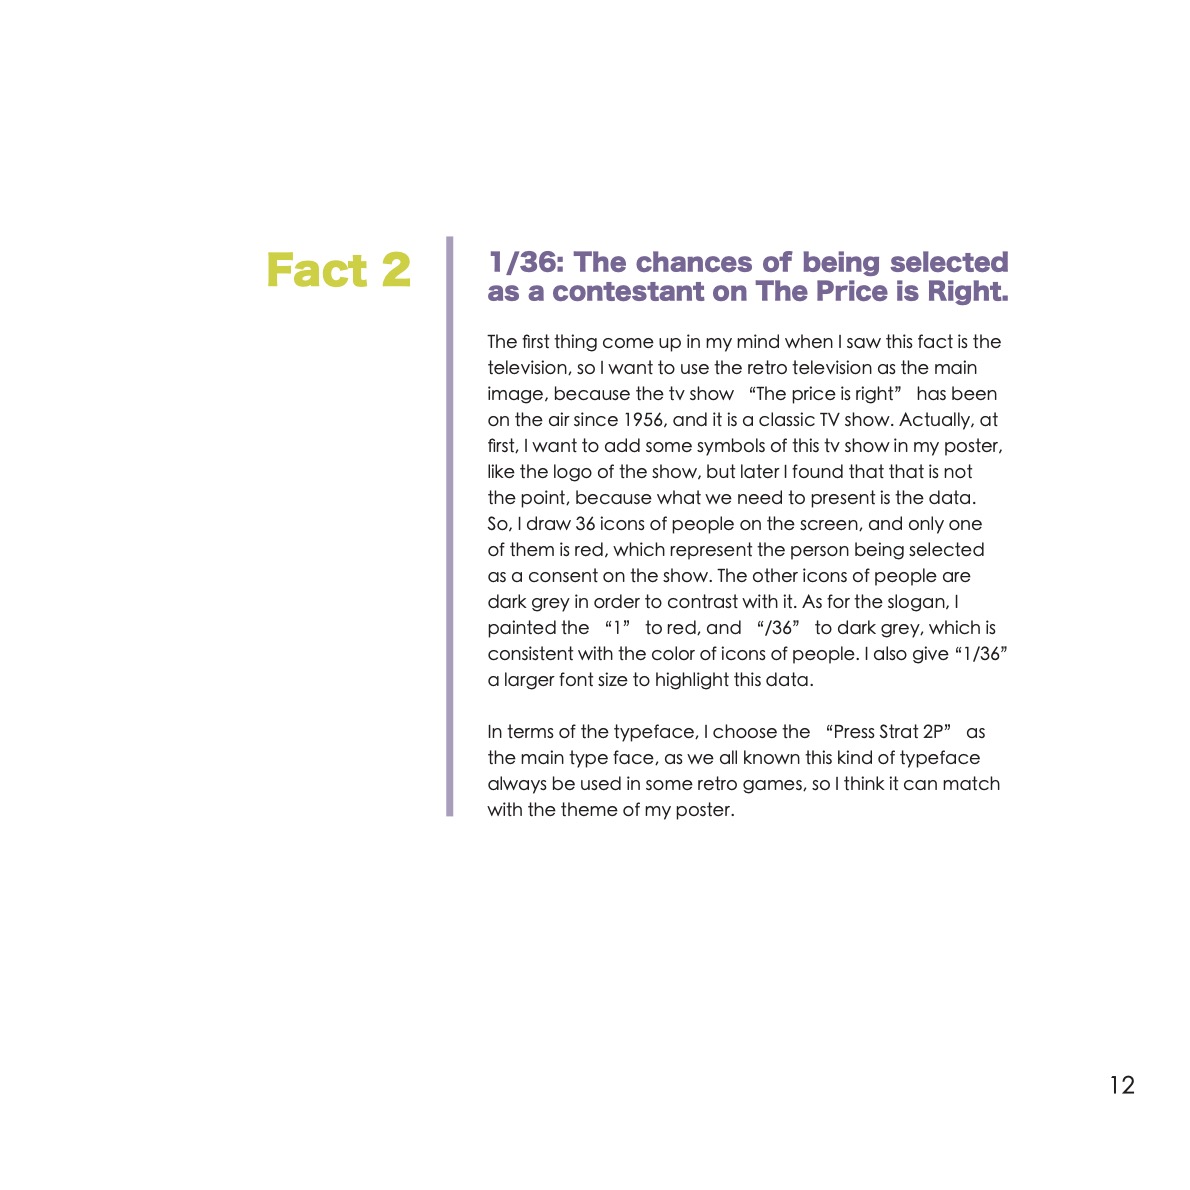 Fact 2
1/36: The chances of being selected
as a contestant on The Price is Right.
The first thing come up in my mind when I saw this fact is the
television, so I want to use the retro television as the main
image, because the tv show “The price is right” has been
on the air since 1956, and it is a classic TV show. Actually, at
first, I want to add some symbols of this tv show in my poster,
like the logo of the show, but later I found that that is not
the point, because what we need to present is the data.
So, I draw 36 icons of people on the screen, and only one
of them is red, which represent the person being selected
as a consent on the show. The other icons of people are
dark grey in order to contrast with it. As for the slogan, I
painted the “1” to red, and “/36” to dark grey, which is
consistent with the color of icons of people. I also give “1/36”
a larger font size to highlight this data.
In terms of the typeface, I choose the “Press Strat 2P” as
the main type face, as we all known this kind of typeface
always be used in some retro games, so I think it can match
with the theme of my poster.
12